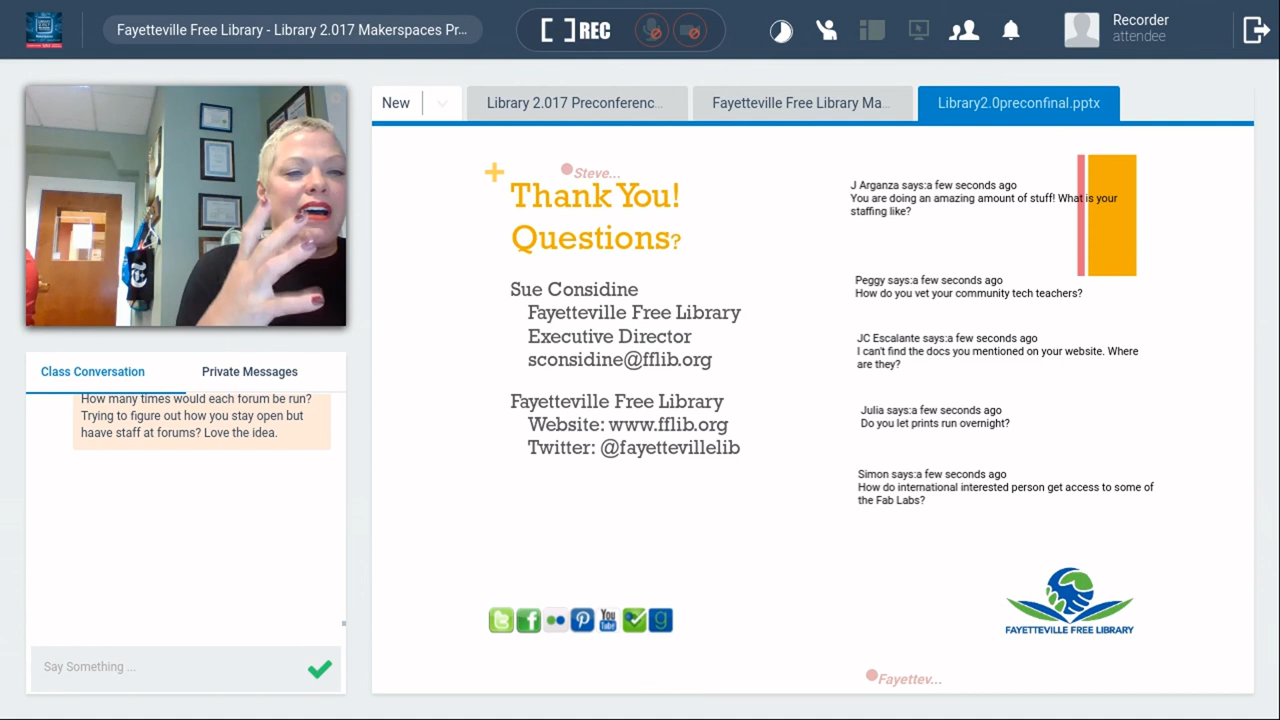 Fayetteville Free Library - Library 2.017 Makerspaces Pr...
[ ] REC
Recorder
attendee
Class Conversation
Private Messages
How many times would each forum be run?
Trying to figure out how you stay open but
haave staff at forums? Love the idea.
Say Something ...
New
Library 2.017 Preconferenc...
Fayetteville Free Library Ma...
Library2.0preconfinal.pptx
Steve...
Thank You!
Questions?
Sue Considine
Fayetteville Free Library
Executive Director
sconsidine@fflib.org
Fayetteville Free Library
Website: www.fflib.org
Twitter: @fayettevillelib
J Arganza says:a few seconds ago
You are doing an amazing amount of stuff! What is your
staffing like?
Peggy says:a few seconds ago
How do you vet your community tech teachers?
JC Escalante says:a few seconds ago
I can't find the docs you mentioned on your website. Where
are they?
Julia says:a few seconds ago
Do you let prints run overnight?
Simon says:a few seconds ago
How do international interested person get access to some of
the Fab Labs?
You
Tube
FAYETTEVILLE FREE LIBRARY
Fayettev...